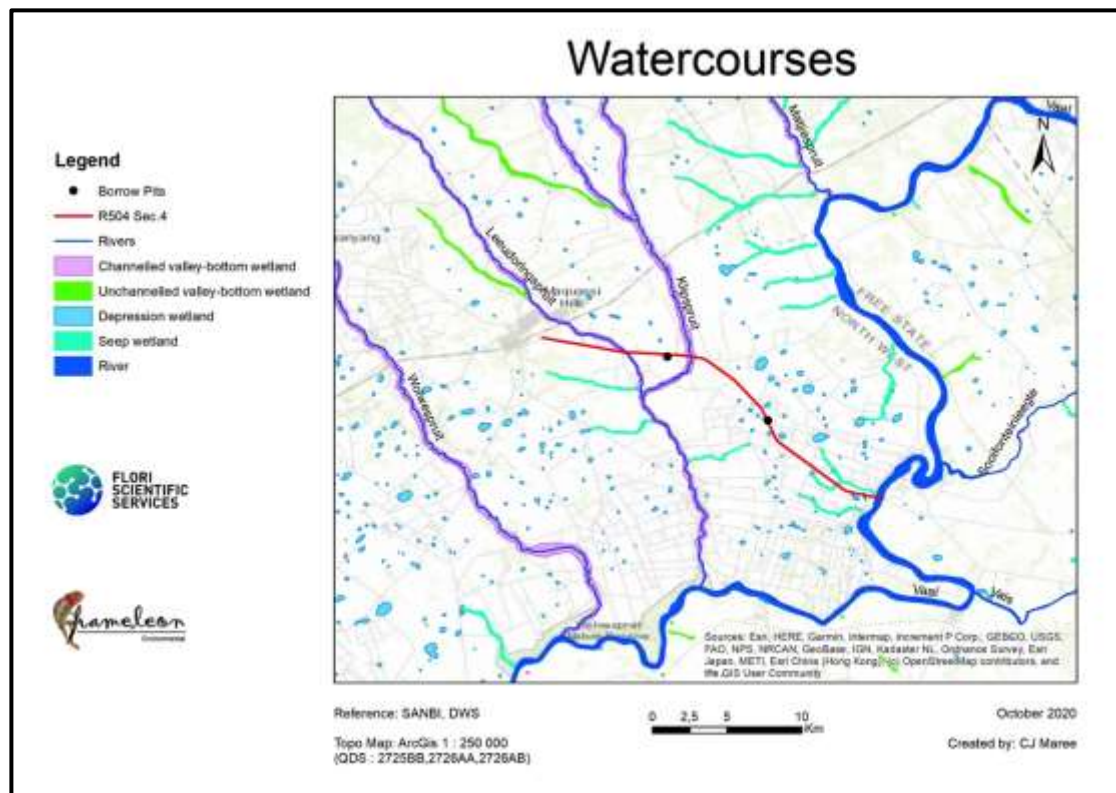 Watercourses
Legend
Borrow Pits
R504 Sec.4
Rivers
Channelled valley-bottom wetland
Unchannelled valley-bottom wetland
Depression wetland
Seep wetland
River
FLORI
SCIENTIFIC
SERVICES
Environmental
Vaal
N
Matjiespruit
Leeudoringspruit
Klipspruit
Wolwespruit
FREE STATE
NORTH WEST
Vaal
Vals
Sources: Esri, HERE, Garmin, Intermap, increment P Corp., GEBCO, USGS,
FAO, NPS, NRCAN, GeoBase, IGN, Kadaster NL, Ordnance Survey, Esri
Japan, METI, Esri China (Hong Kong), (c) OpenStreetMap contributors, and
the GIS User Community
Reference: SANBI, DWS
0 2,5 5 10
Km
October 2020
Topo Map: ArcGis 1 : 250 000
(QDS : 2725BB,2726AA,2726AB)
Created by: CJ Maree